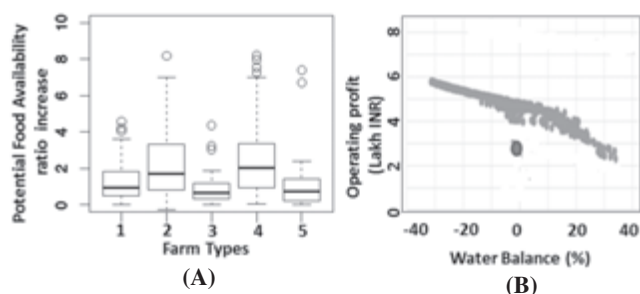 Potential Food Availability
ratio increase
10
8
6
4
2
0
1 2 3 4 5
Farm Types
(A)
B
Operating profit
(Lakh INR)
8
6
4
2
0
-40 -20 0 20 40
Water Balance (%)
(B)
A